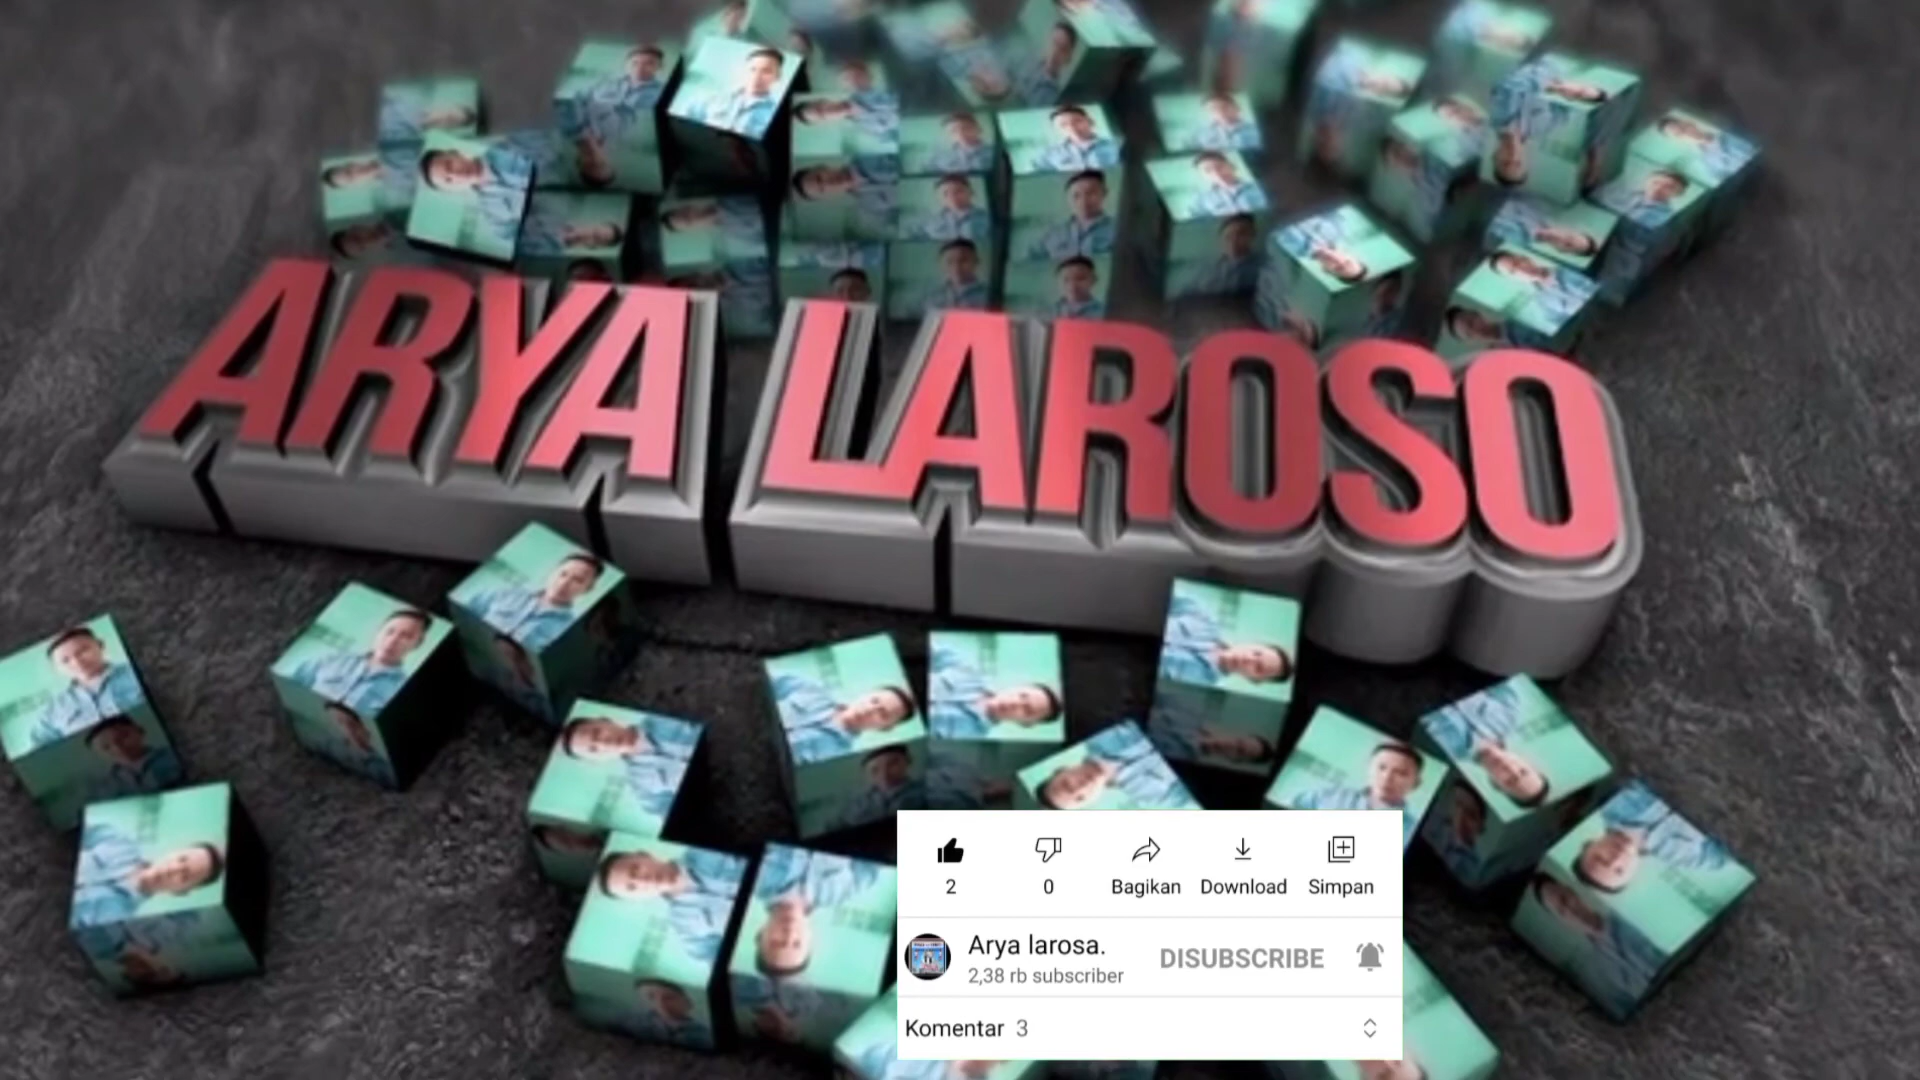 ARYA LAROSO
2 0 Bagikan Download Simpan
Arya larosa. DISUBSCRIBE
2,38 rb subscriber
Komentar 3